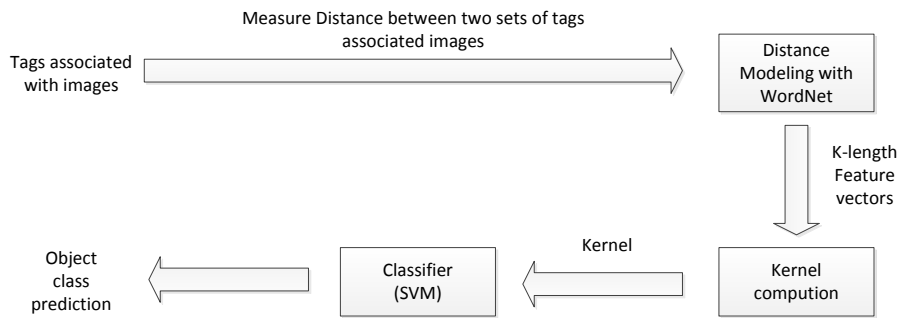 Measure Distance between two sets of tags
associated images
Tags associated
with images
Distance
Modeling with
WordNet
K-length
Feature
vectors
Kernel
compution
Kernel
Classifier
(SVM)
Object
class
prediction